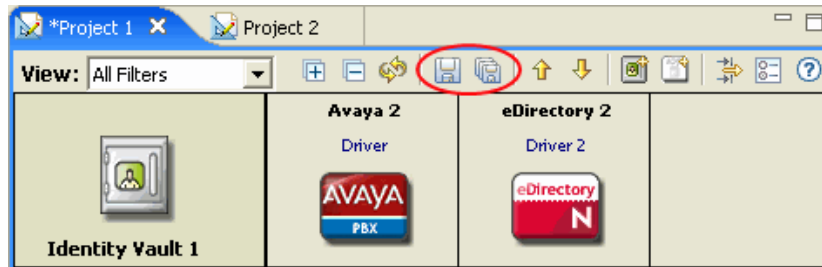 *Project 1
Project 2
View: All Filters
Avaya 2
eDirectory 2
Driver
Driver 2
AVAYA
PBX
eDirectory
N
Identity Vault 1